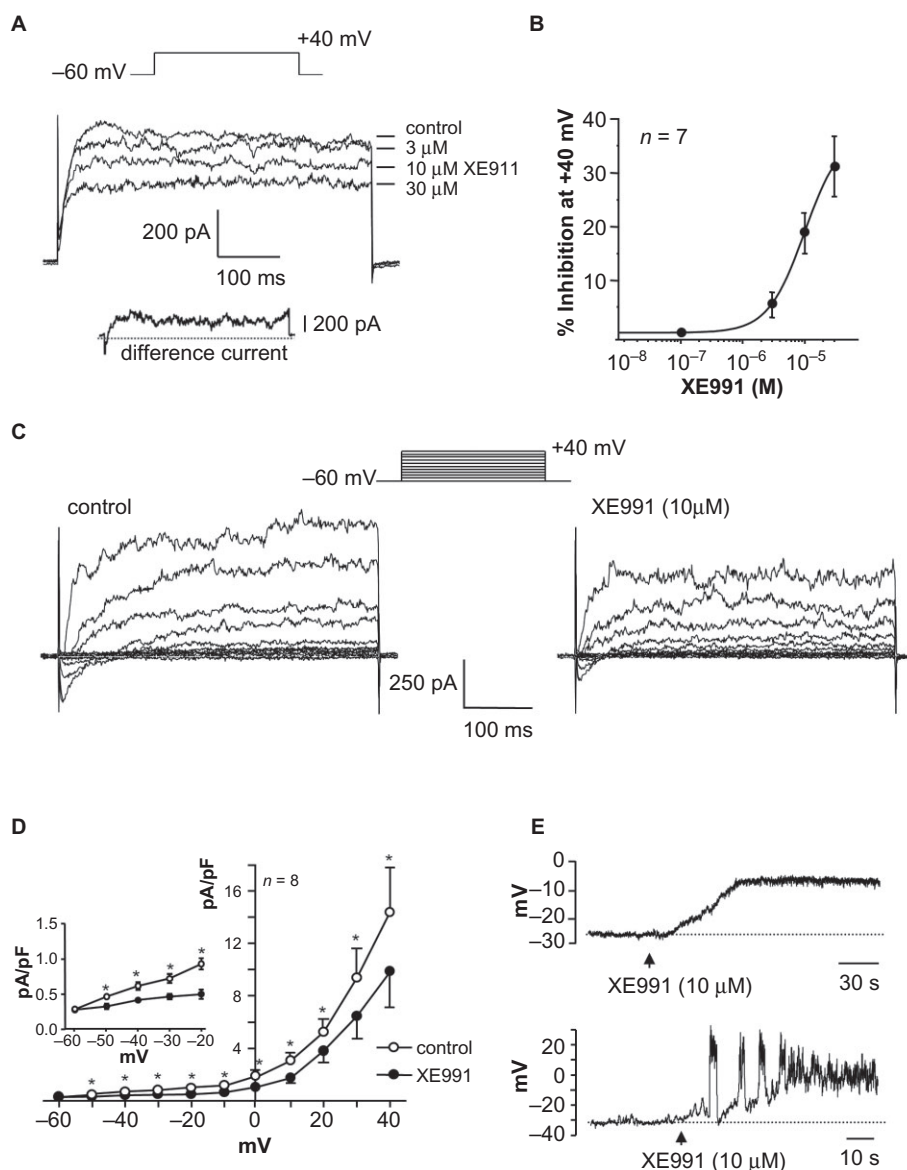 A
+40 mV
–60 mV
control
3 μM
10 μM XE911
30 μM
200 pA
100 ms
200 pA
difference current
B
n = 7
% Inhibition at +40 mV
40
30
20
10
10–8 10–7 10–6 10–5
XE991 (M)
C
+40 mV
–60 mV
control
XE991 (10μM)
250 pA
100 ms
D
n = 8
pA/pF
16
12
8
4
* * * * * * * * * *
control
XE991
–60 –40 –20 0 20 40
mV
pA/pF
1.5
1.0
0.5
0.0
* * * *
–60 –50 –40 –30 –20
mV
E
mV
0
–10
–20
–30
XE991 (10 μM)
30 s
mV
20
0
–20
–40
XE991 (10 μM)
10 s